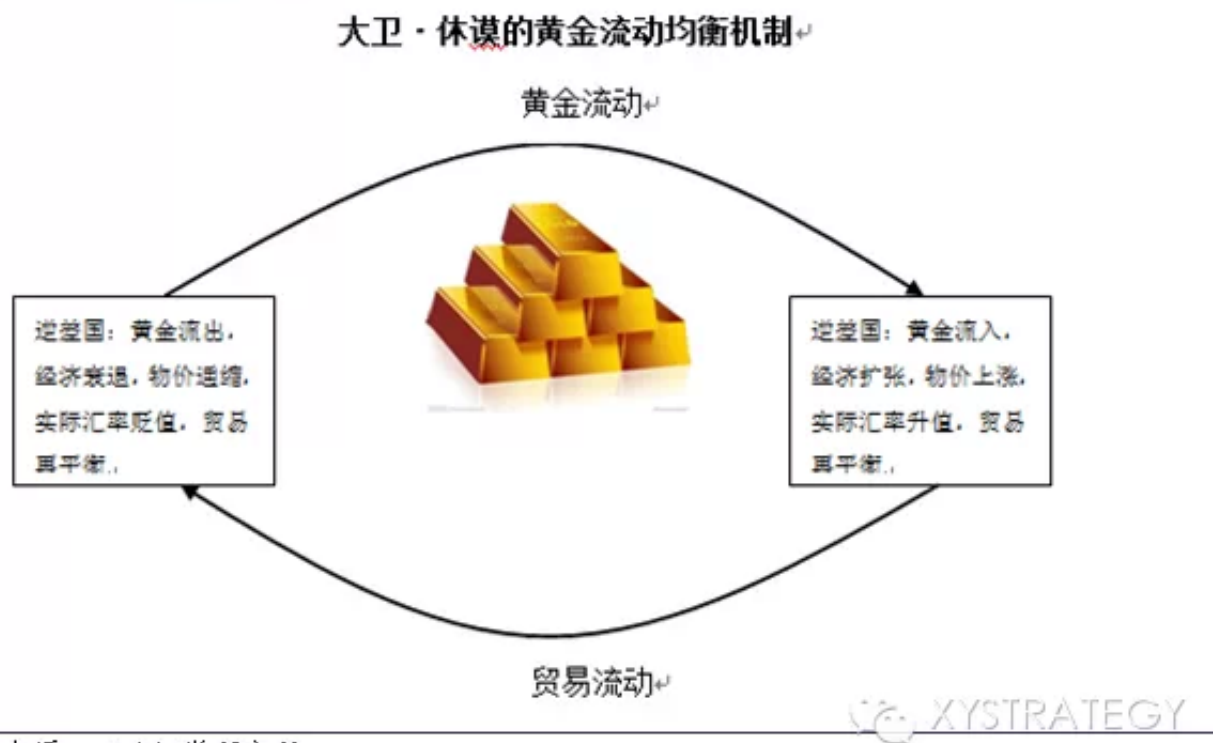 大卫·休谟的黄金流动均衡机制
黄金流动
逆差国：黄金流出，
经济衰退，物价通缩，
实际汇率贬值，贸易
再平衡.，
逆差国：黄金流入，
经济扩张，物价上涨，
实际汇率升值，贸易
再平衡.，
贸易流动
XYSTRATEGY